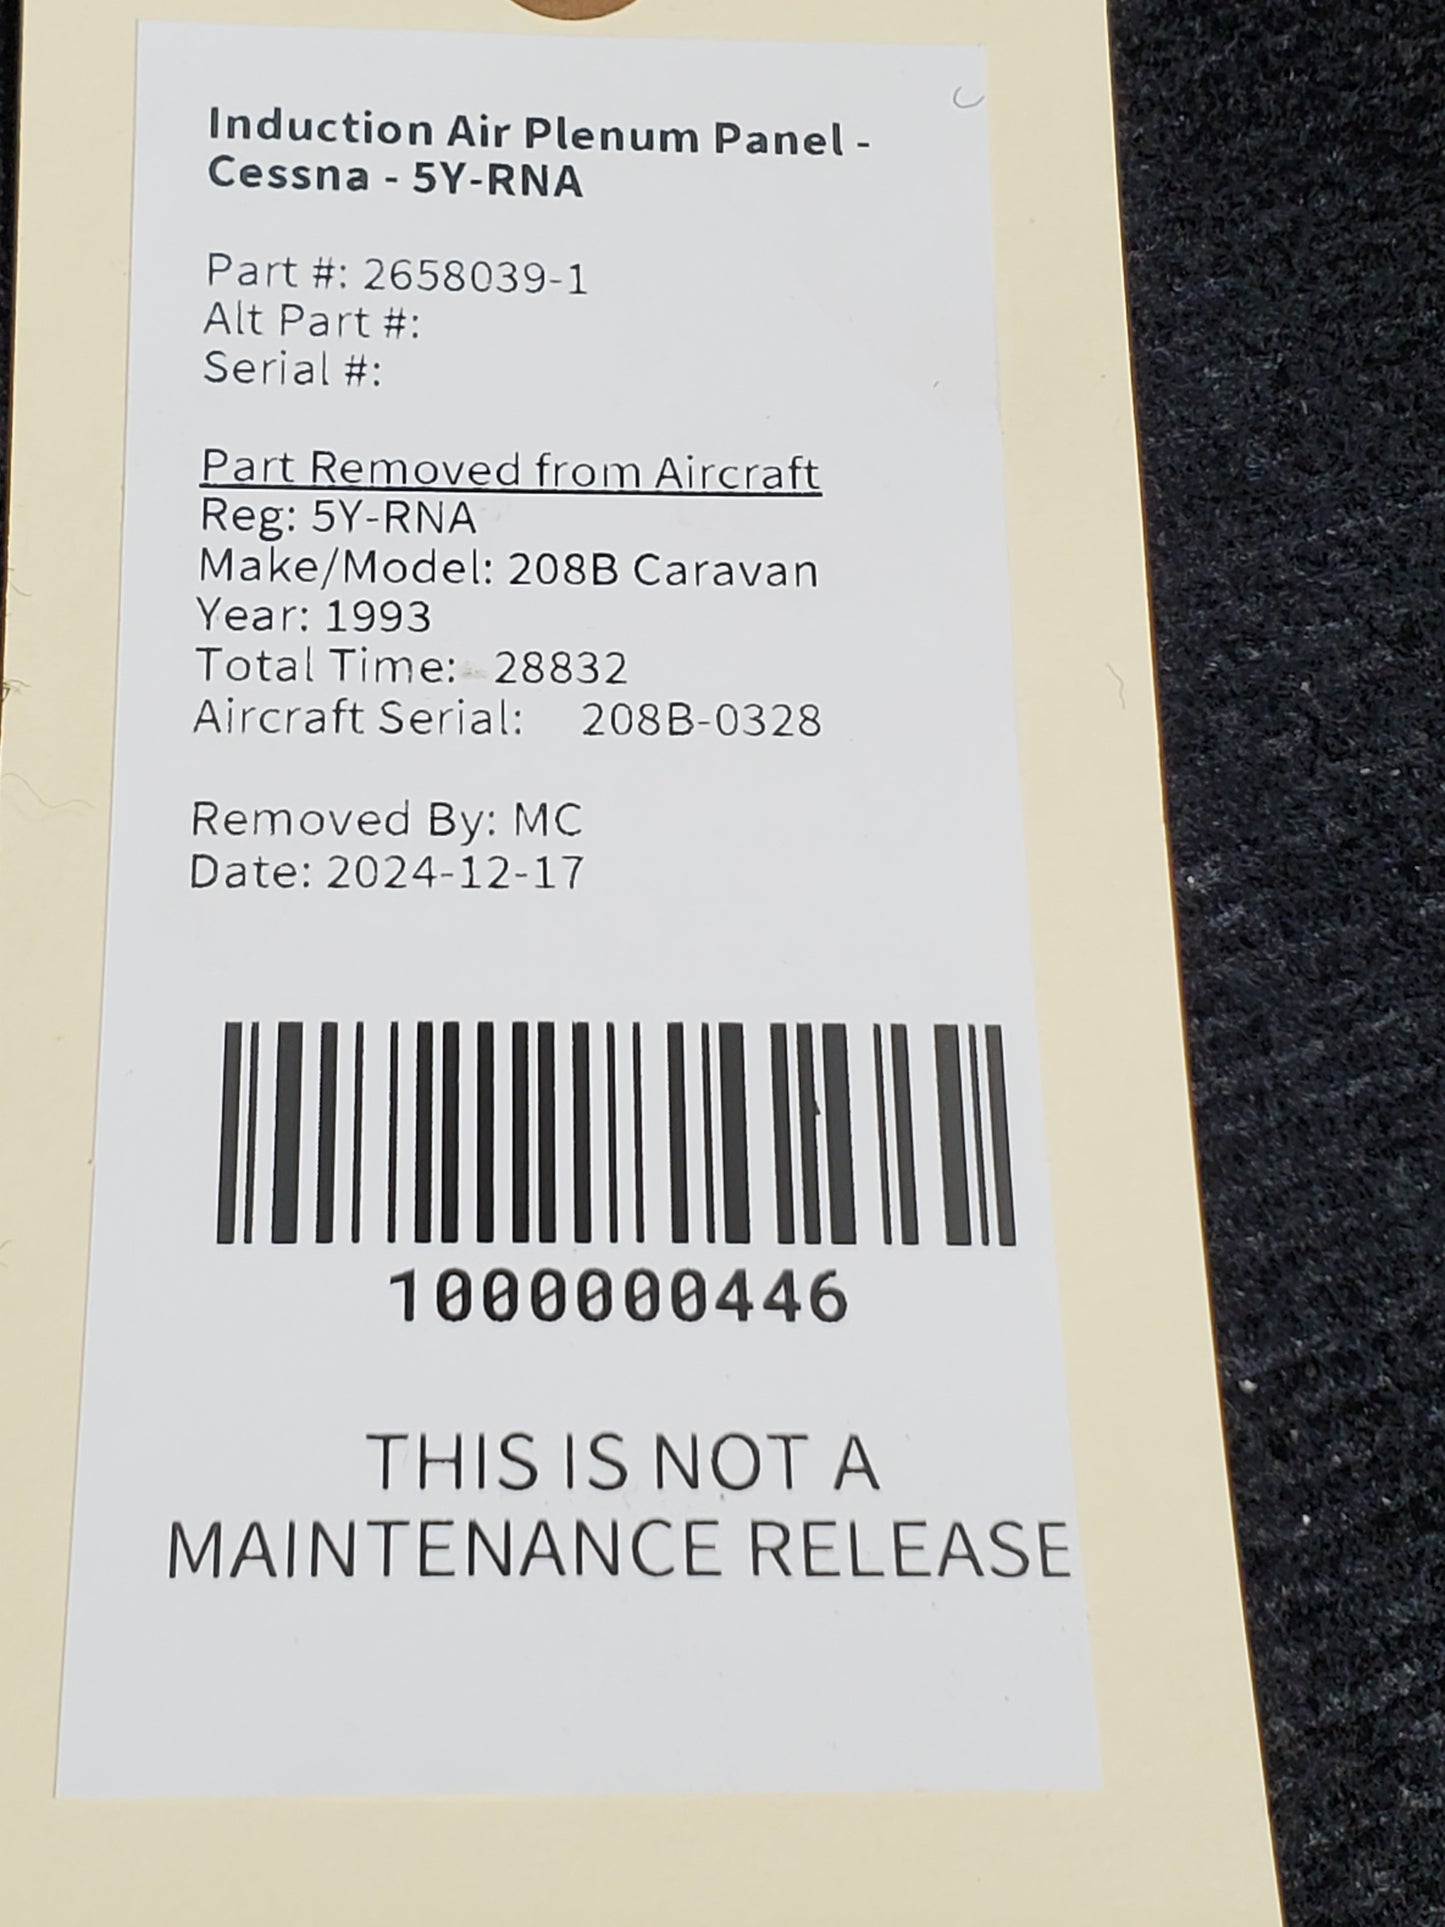 Induction Air Plenum Panel -
Cessna - 5Y-RNA
Part #: 2658039-1
Alt Part #:
Serial #:
Part Removed from Aircraft
Reg: 5Y-RNA
Make/Model: 208B Caravan
Year: 1993
Total Time: 28832
Aircraft Serial: 208B-0328
Removed By: MC
Date: 2024-12-17
1000000446
THIS IS NOT A
MAINTENANCE RELEASE